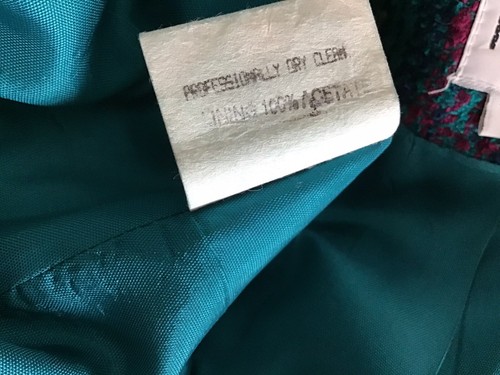 PROFESSIONALLY DRY CLEAN
LINING 100% ACETATE